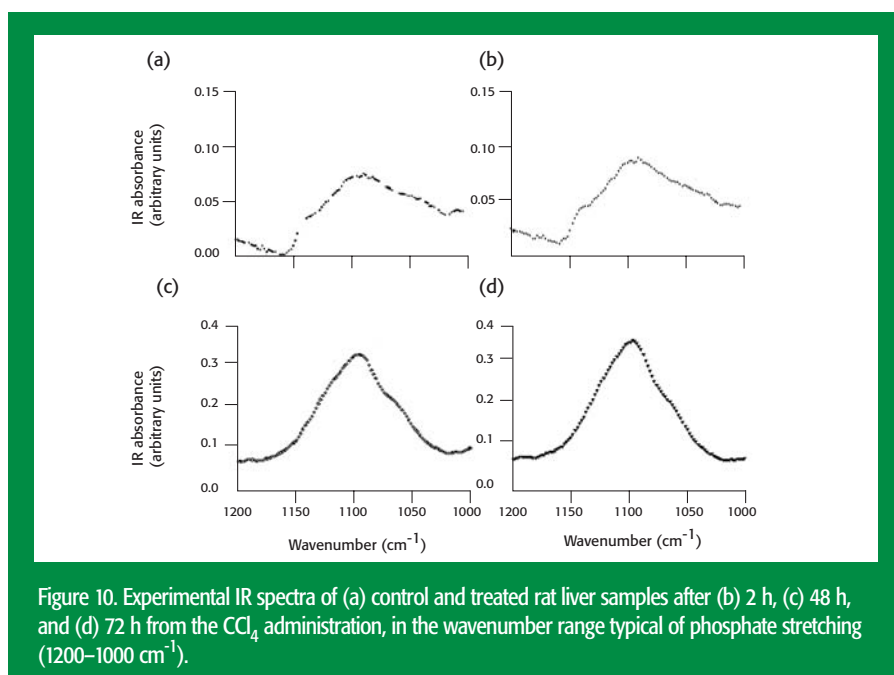 (a)
(b)
0.15
0.10
0.05
0.00
IR absorbance
(arbitrary units)
0.15
0.10
0.05
(c)
(d)
0.4
0.3
0.2
0.1
0.0
IR absorbance
(arbitrary units)
1200 1150 1100 1050 1000
Wavenumber (cm-1)
0.4
0.3
0.2
0.1
0.0
1200 1150 1100 1050 1000
Wavenumber (cm-1)
Figure 10. Experimental IR spectra of (a) control and treated rat liver samples after (b) 2 h, (c) 48 h,
and (d) 72 h from the CCl4 administration, in the wavenumber range typical of phosphate stretching
(1200–1000 cm-1).